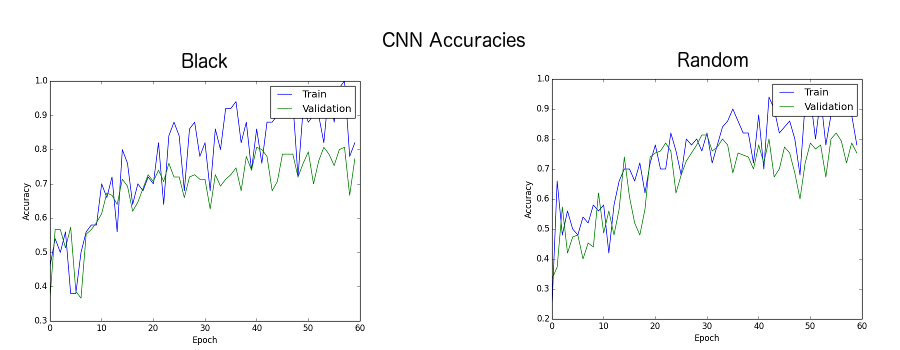 CNN Accuracies
Black
1.0
0.9
0.8
0.7
0.6
0.5
0.4
0.3
Accuracy
0 10 20 30 40 50 60
Epoch
Train
Validation
Random
1.0
0.9
0.8
0.7
0.6
0.5
0.4
0.3
0.2
Accuracy
0 10 20 30 40 50 60
Epoch
Train
Validation